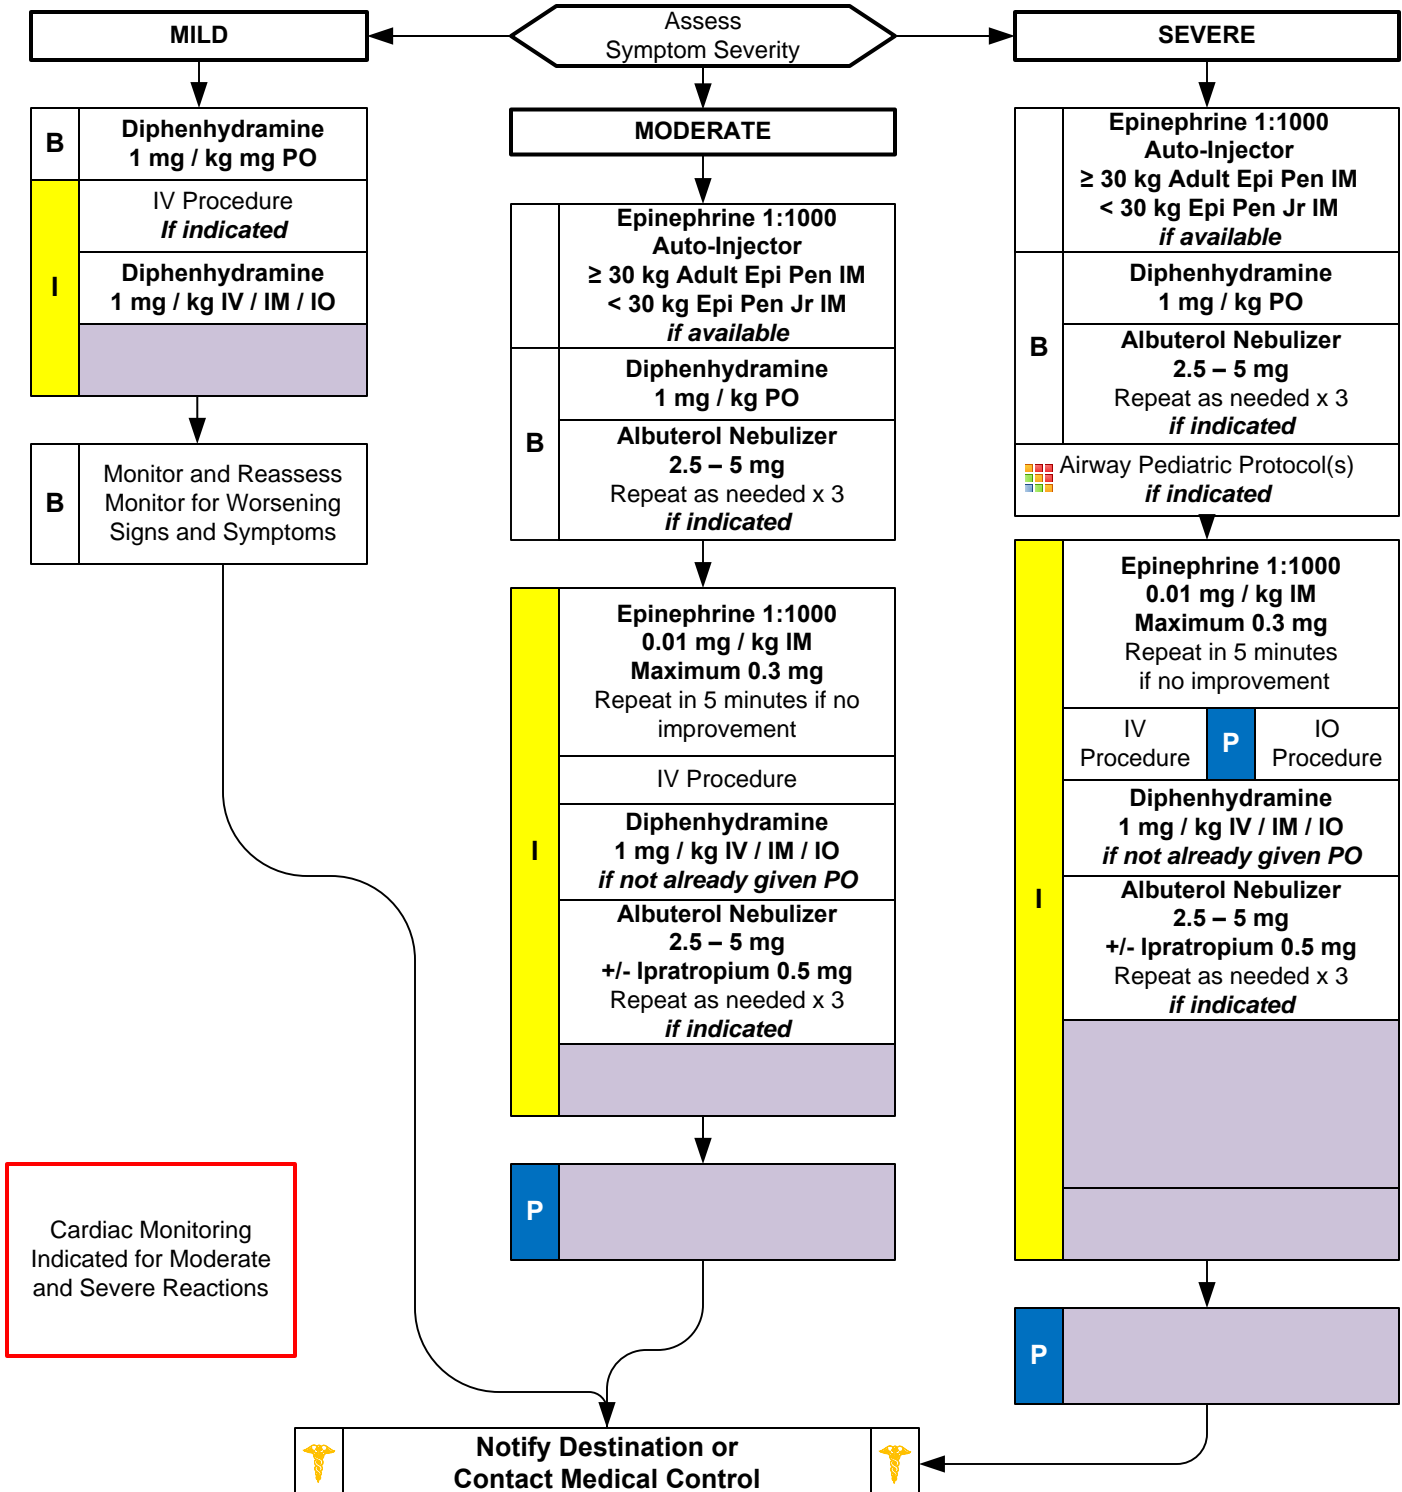 Assess
Symptom Severity
MILD
B
Diphenhydramine
1 mg / kg mg PO
I
IV Procedure
If indicated
Diphenhydramine
1 mg / kg IV / IM / IO
B
Monitor and Reassess
Monitor for Worsening
Signs and Symptoms
MODERATE
Epinephrine 1:1000
Auto-Injector
≥ 30 kg Adult Epi Pen IM
< 30 kg Epi Pen Jr IM
if available
B
Diphenhydramine
1 mg / kg PO
Albuterol Nebulizer
2.5 – 5 mg
Repeat as needed x 3
if indicated
I
Epinephrine 1:1000
0.01 mg / kg IM
Maximum 0.3 mg
Repeat in 5 minutes if no
improvement
IV Procedure
Diphenhydramine
1 mg / kg IV / IM / IO
if not already given PO
Albuterol Nebulizer
2.5 – 5 mg
+/- Ipratropium 0.5 mg
Repeat as needed x 3
if indicated
P
SEVERE
Epinephrine 1:1000
Auto-Injector
≥ 30 kg Adult Epi Pen IM
< 30 kg Epi Pen Jr IM
if available
B
Diphenhydramine
1 mg / kg PO
Albuterol Nebulizer
2.5 – 5 mg
Repeat as needed x 3
if indicated
Airway Pediatric Protocol(s)
if indicated
I
Epinephrine 1:1000
0.01 mg / kg IM
Maximum 0.3 mg
Repeat in 5 minutes
if no improvement
IV
Procedure
P
IO
Procedure
Diphenhydramine
1 mg / kg IV / IM / IO
if not already given PO
Albuterol Nebulizer
2.5 – 5 mg
+/- Ipratropium 0.5 mg
Repeat as needed x 3
if indicated
P
Cardiac Monitoring
Indicated for Moderate
and Severe Reactions
Notify Destination or
Contact Medical Control